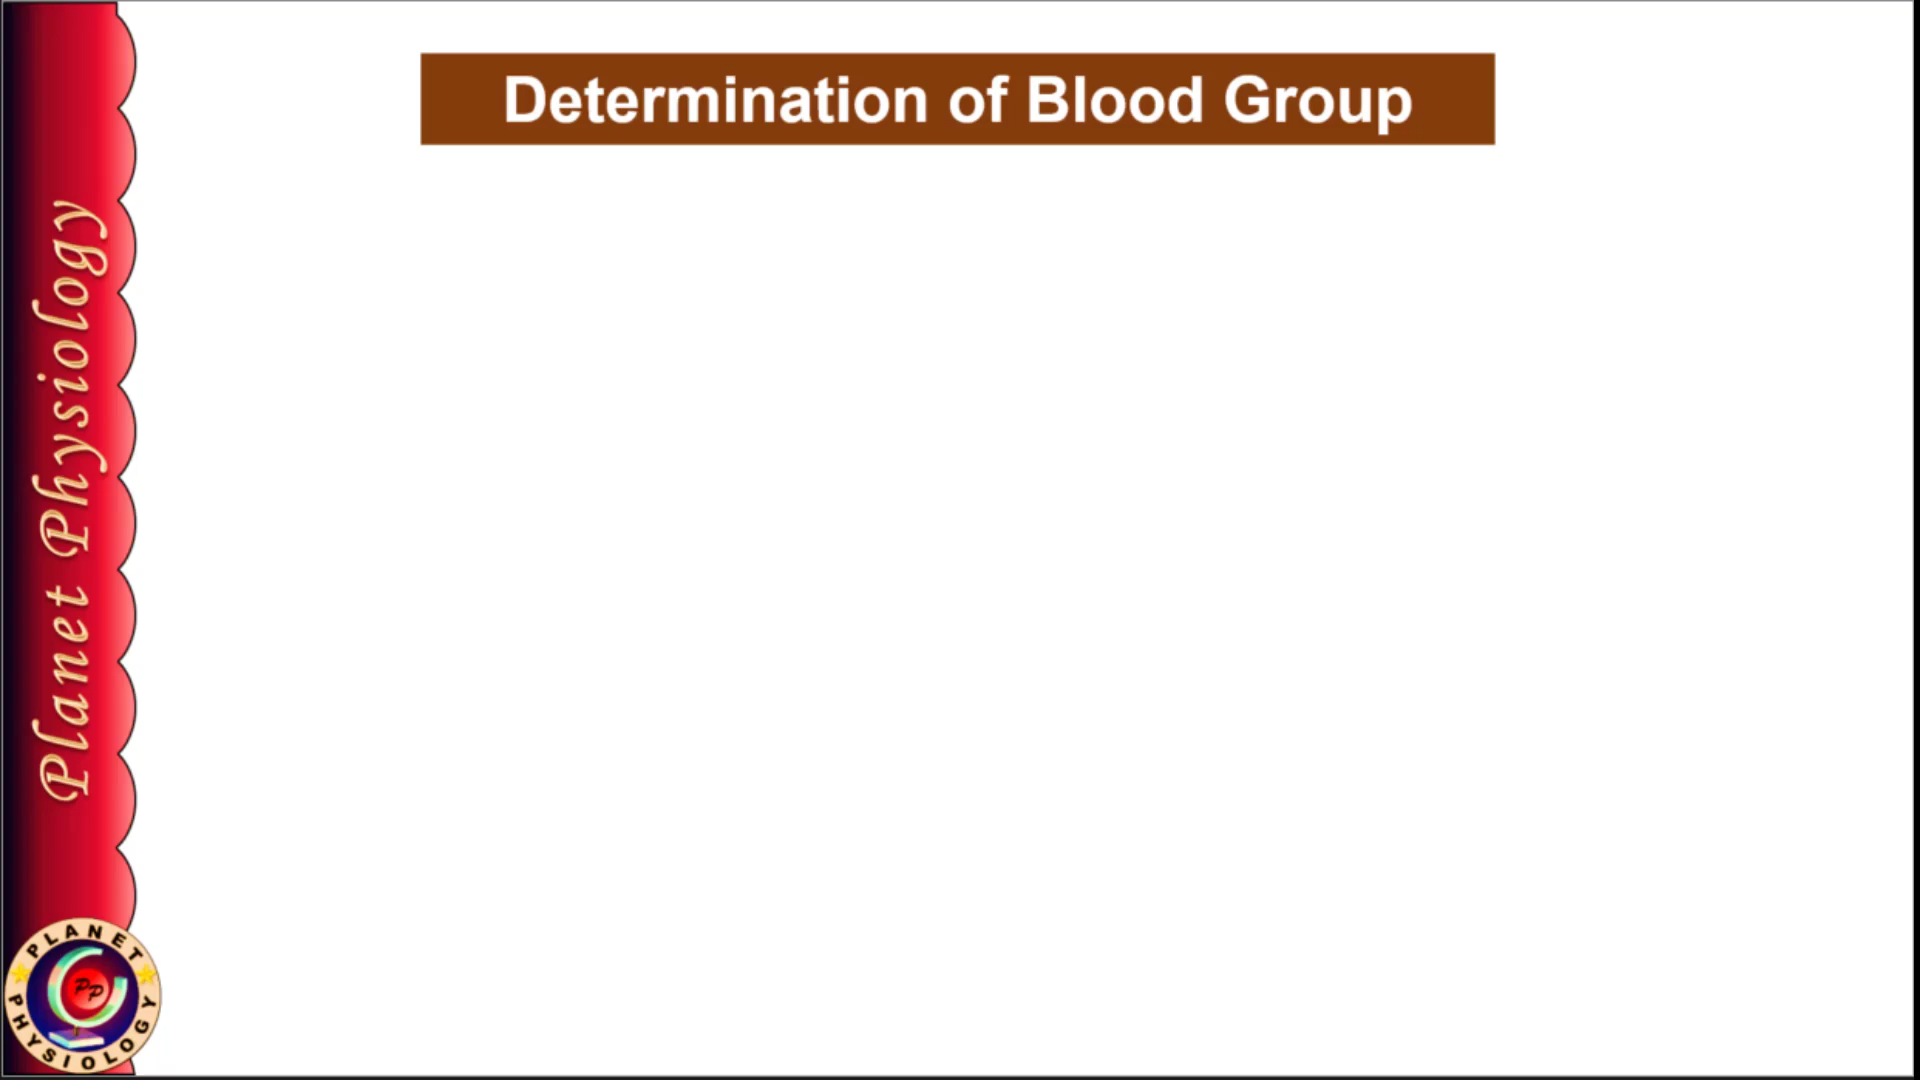 Determination of Blood Group
Planet Physiology
PLANET
PP
PHYSIOLOGY